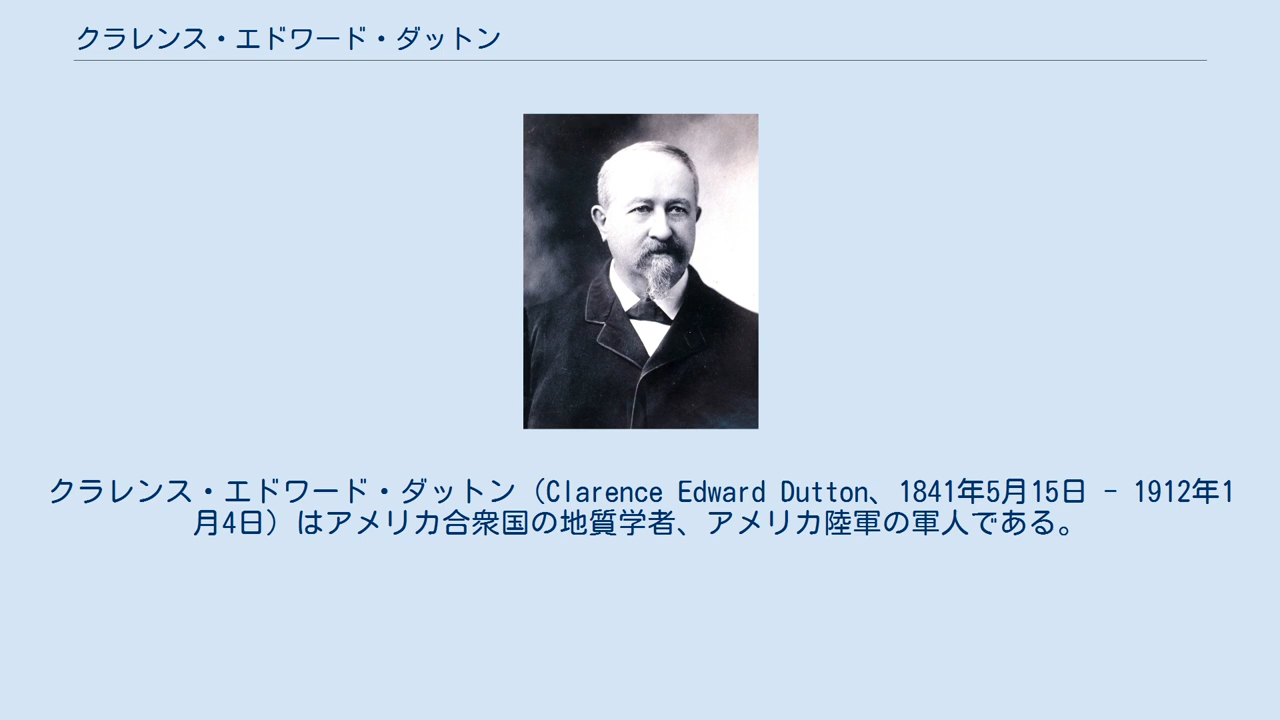 クラレンス・エドワード・ダットン
クラレンス・エドワード・ダットン（Clarence Edward Dutton、1841年5月15日 - 1912年1
月4日）はアメリカ合衆国の地質学者、アメリカ陸軍の軍人である。